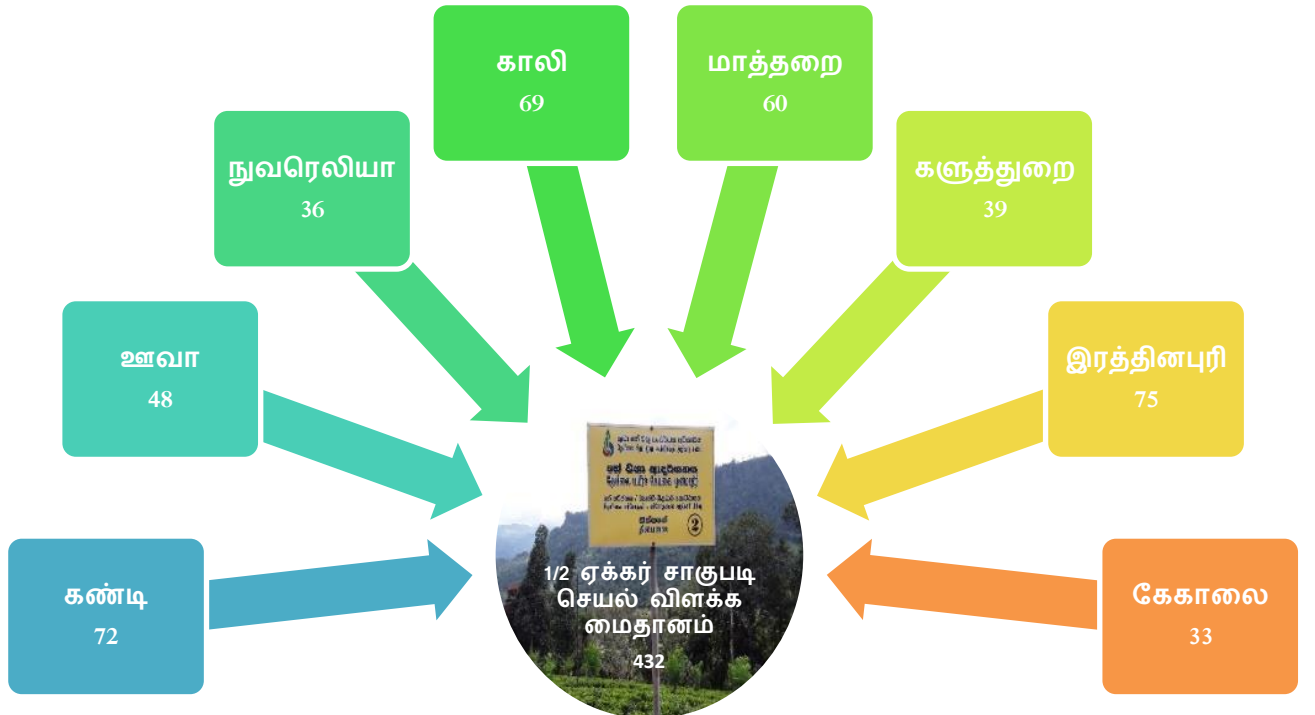 காலி
69
மாத்தறை
60
நுவரெலியா
36
களுத்துறை
39
ஊவா
48
இரத்தினபுரி
75
கண்டி
72
கேகாலை
33
2
1/2 ஏக்கர் சாகுபடி
செயல் விளக்க
மைதானம்
432